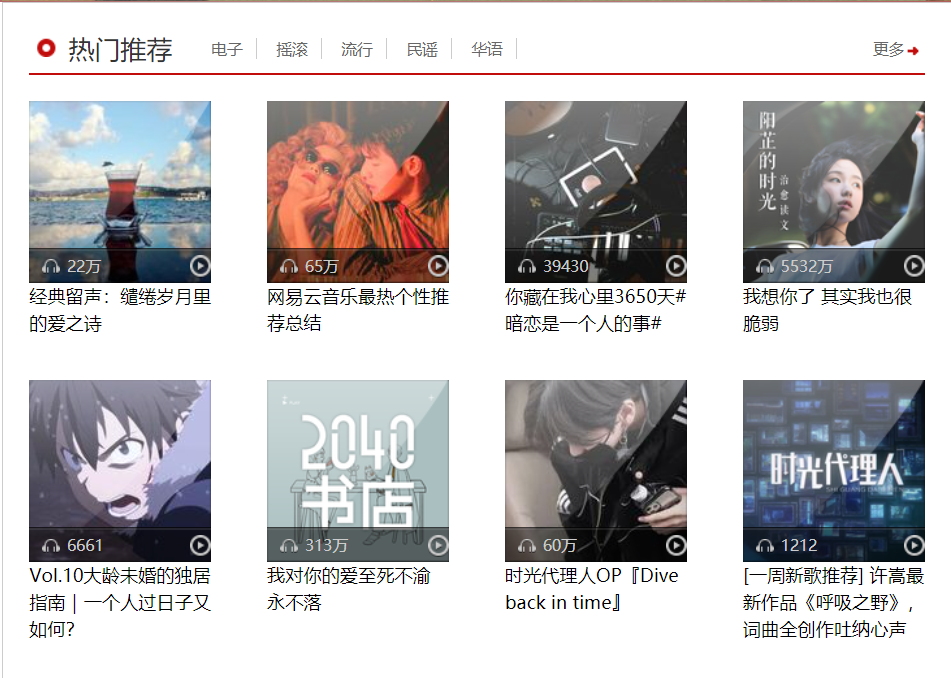 热门推荐 电子 摇滚 流行 民谣 华语 更多
阳芷的时光
治愈读文
22万
65万
39430
5532万
经典留声：缱绻岁月里
的爱之诗
网易云音乐最热个性推
荐总结
你藏在我心里3650天#
暗恋是一个人的事#
我想你了 其实我也很
脆弱
2040
书店
时光代理人
6661
313万
60万
1212
Vol.10大龄未婚的独居
指南｜一个人过日子又
如何?
我对你的爱至死不渝
永不落
时光代理人OP『Dive
back in time』
[一周新歌推荐] 许嵩最
新作品《呼吸之野》,
词曲全创作吐纳心声